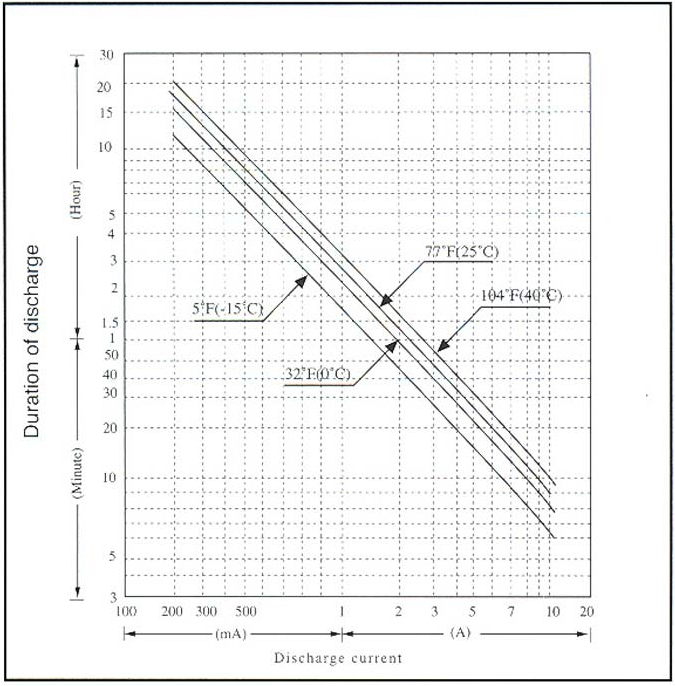 Duration of discharge
(Hour)
(Minute)
30
20
15
10
5
4
3
2
1.5
1
50
40
30
20
10
5
3
77°F(25°C)
104°F(40°C)
5°F(-15°C)
32°F(0°C)
100 200 300 500 1 2 3 5 7 10 20
(mA) (A)
Discharge current